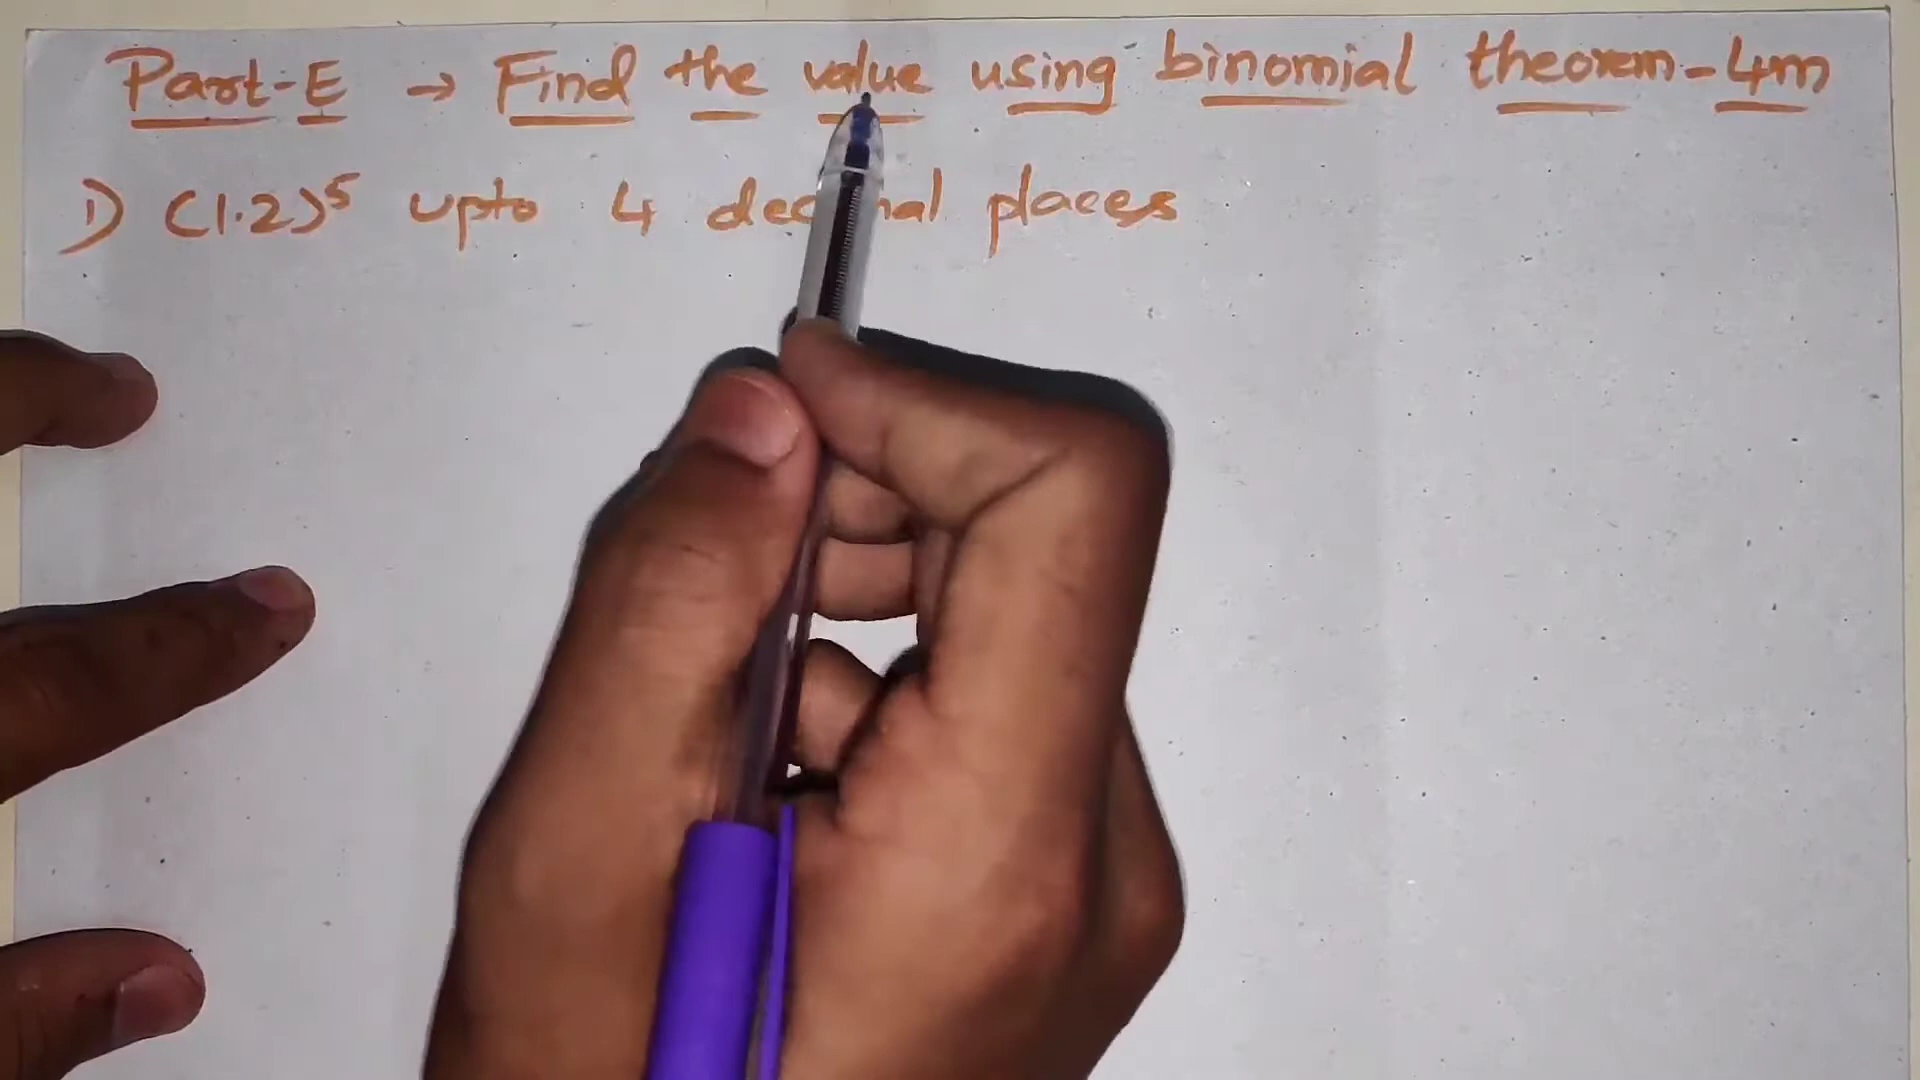 Part-E → Find the value using binomial theorem - 4m
1) (1.2)⁵ upto 4 places